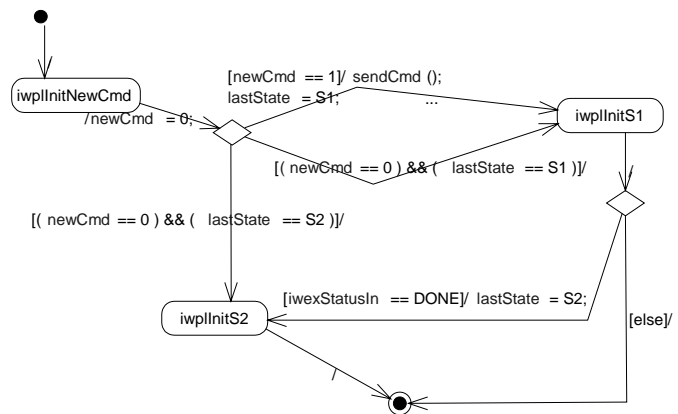 [newCmd == 1]/ sendCmd ();
lastState = S1; ...
iwplInitNewCmd
iwplInitS1
/newCmd = 0;
[( newCmd == 0 ) && ( lastState == S1 )]/
[( newCmd == 0 ) && ( lastState == S2 )]/
[iwexStatusIn == DONE]/ lastState = S2;
iwplInitS2
[else]/
/